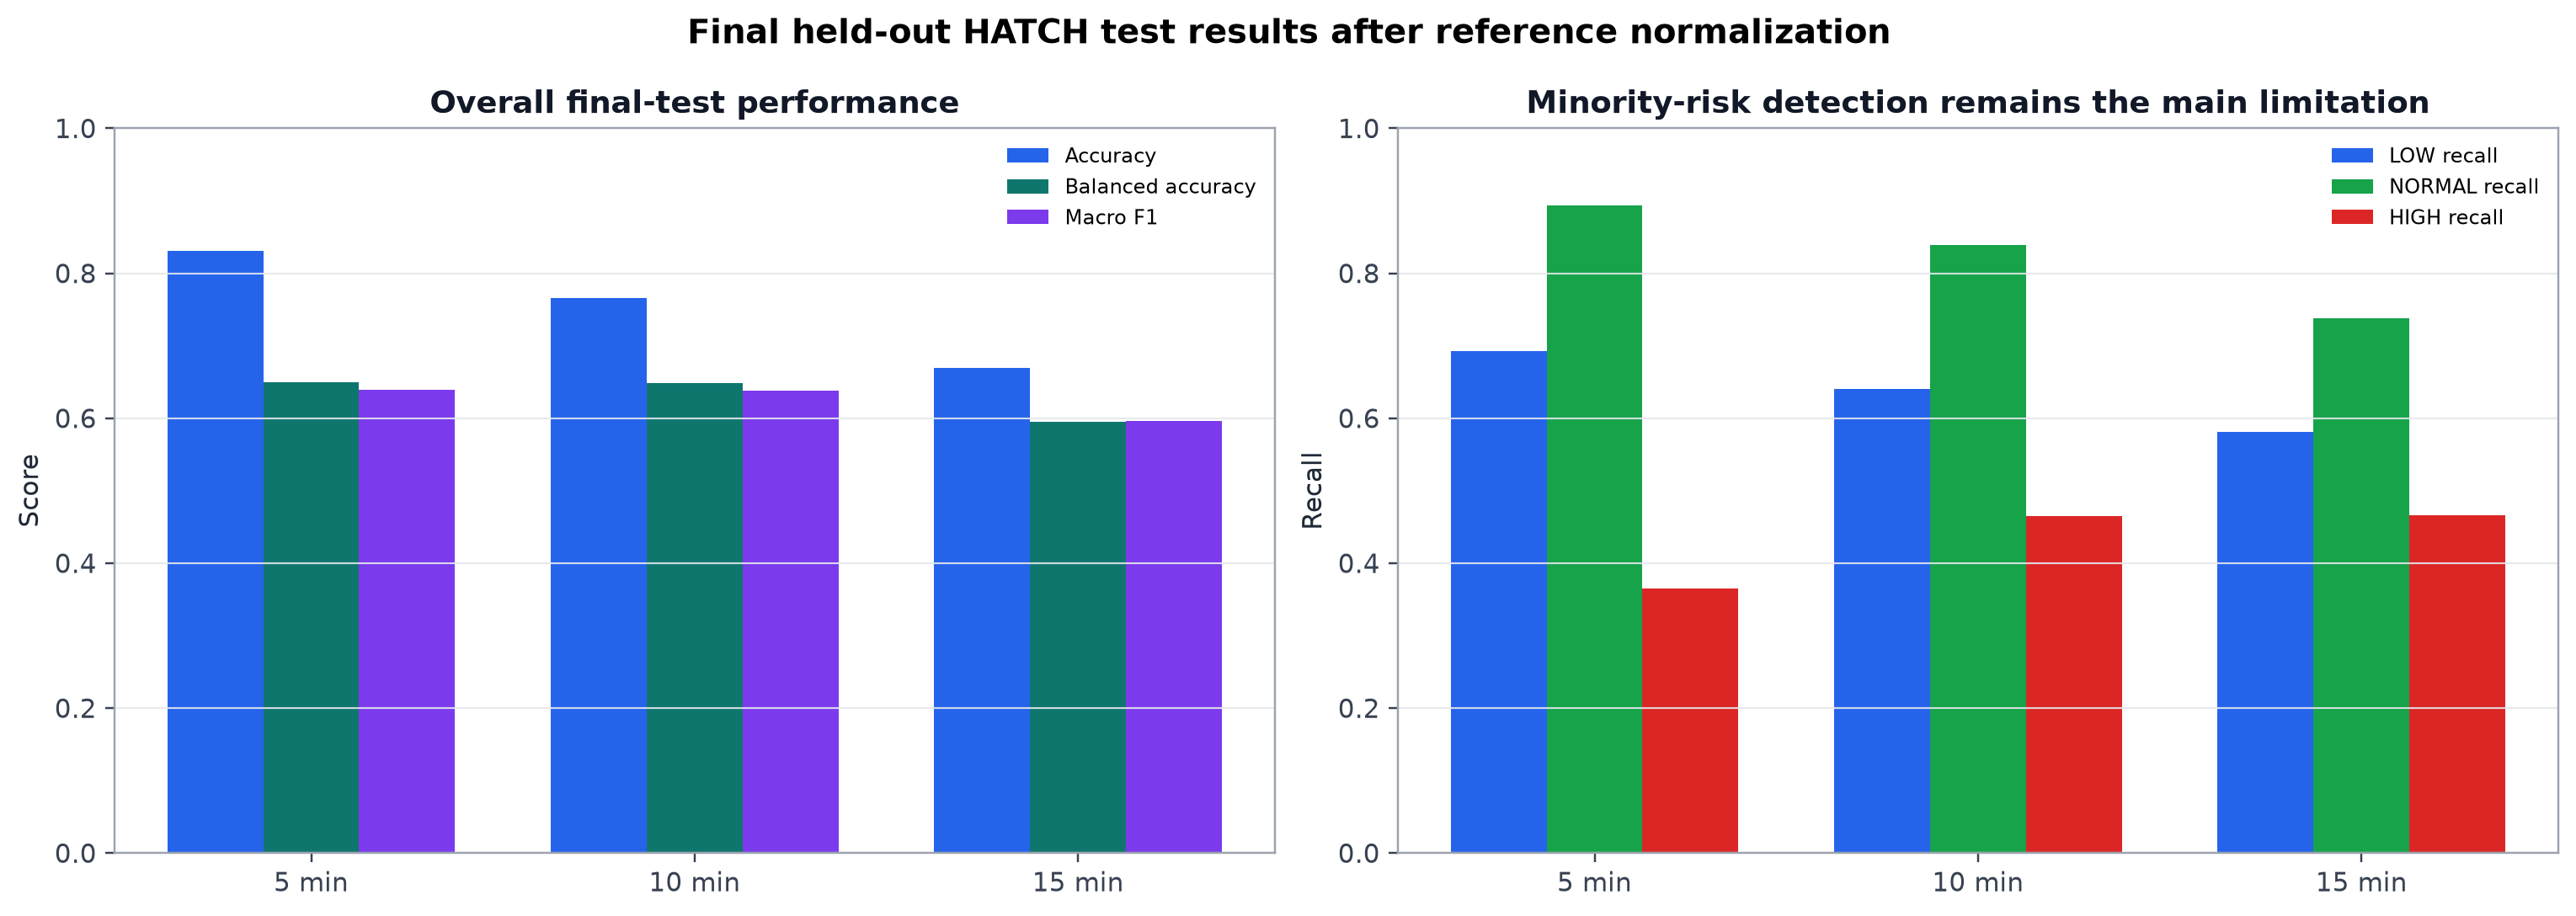 Final held-out HATCH test results after reference normalization
Overall final-test performance
1.0
0.8
0.6
0.4
0.2
0.0
Score
Accuracy
Balanced accuracy
Macro F1
5 min
10 min
15 min
Minority-risk detection remains the main limitation
1.0
0.8
0.6
0.4
0.2
0.0
Recall
LOW recall
NORMAL recall
HIGH recall
5 min
10 min
15 min